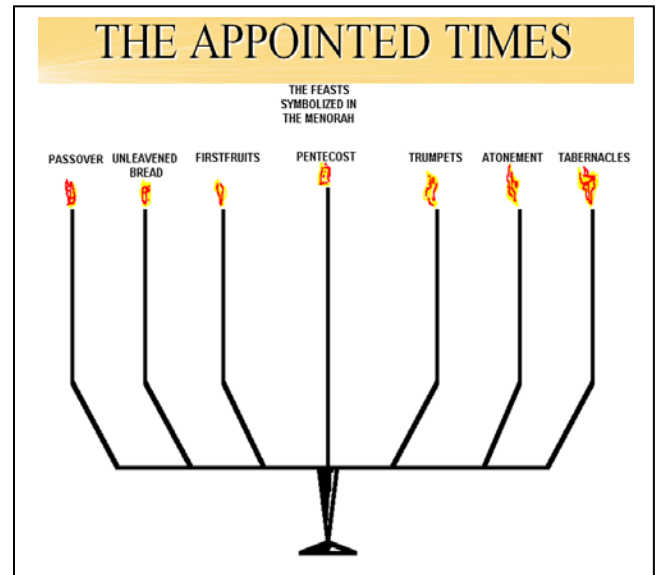 THE APPOINTED TIMES
THE FEASTS
SYMBOLIZED IN
THE MENORAH
PASSOVER
UNLEAVENED
BREAD
FIRSTFRUITS
PENTECOST
TRUMPETS
ATONEMENT
TABERNACLES